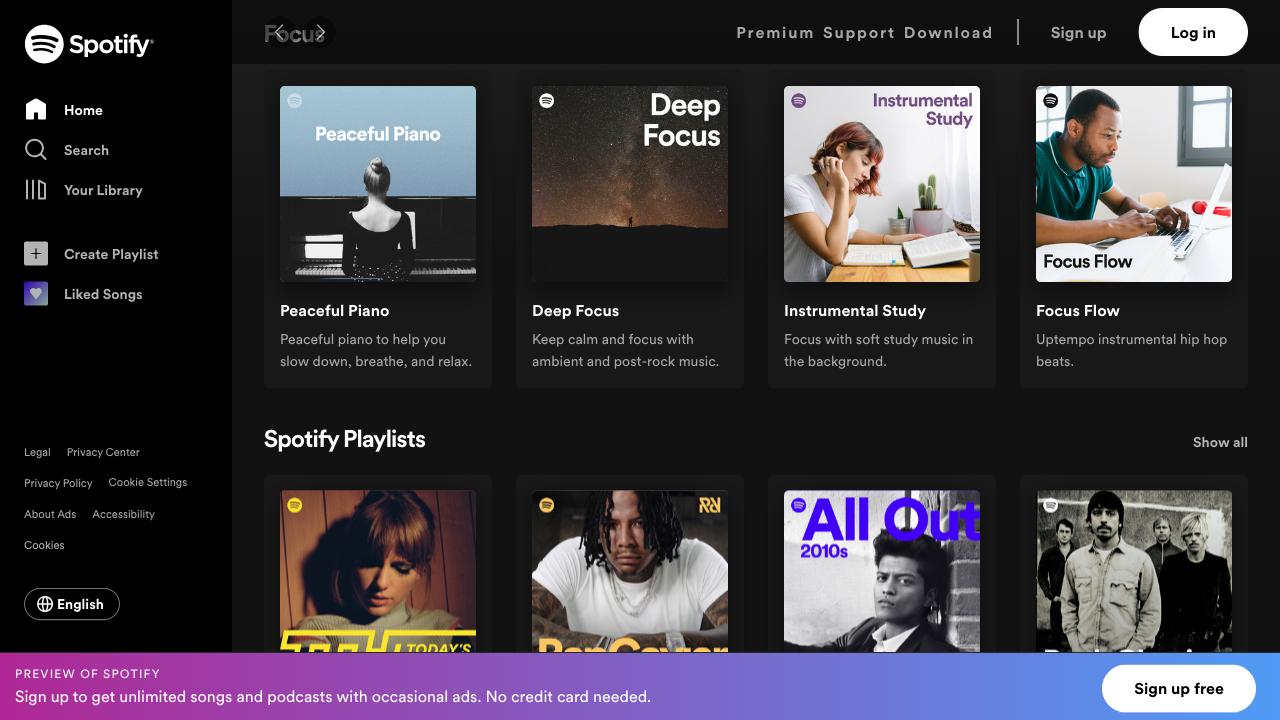 Spotify
Home
Search
Your Library
Create Playlist
Liked Songs
Legal
Privacy Center
Privacy Policy
Cookie Settings
About Ads
Accessibility
Cookies
English
Focus
Premium
Support
Download
Sign up
Log in
Peaceful Piano
Deep
Focus
Instrumental
Study
Focus Flow
Peaceful Piano
Peaceful piano to help you
slow down, breathe, and relax.
Deep Focus
Keep calm and focus with
ambient and post-rock music.
Instrumental Study
Focus with soft study music in
the background.
Focus Flow
Uptempo instrumental hip hop
beats.
Spotify Playlists
Show all
TODAY'S
All Out
2010s
PREVIEW OF SPOTIFY
Sign up to get unlimited songs and podcasts with occasional ads. No credit card needed.
Sign up free